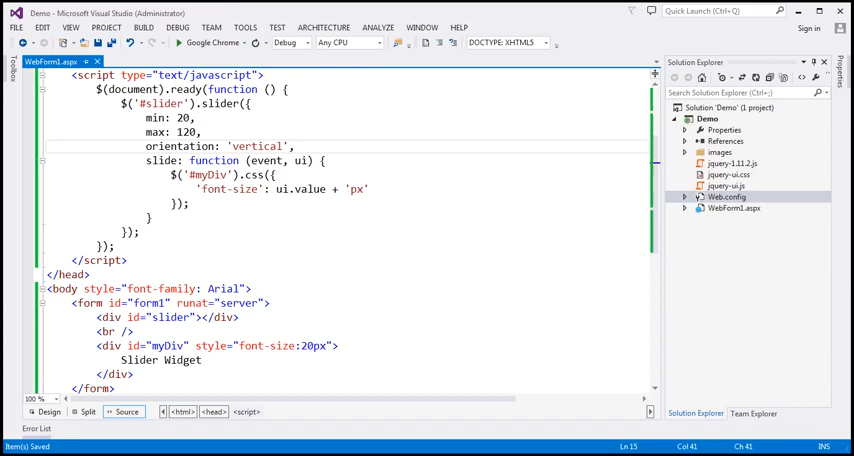 Demo - Microsoft Visual Studio (Administrator)
Quick Launch (Ctrl+Q)
FILE EDIT VIEW PROJECT BUILD DEBUG TEAM TOOLS TEST ARCHITECTURE ANALYZE WINDOW HELP
Sign in
Google Chrome Debug Any CPU DOCTYPE: XHTML5
Toolbox
WebForm1.aspx
<script type="text/javascript">
$(document).ready(function () {
$('#slider').slider({
min: 20,
max: 120,
orientation: 'vertical',
slide: function (event, ui) {
$('#myDiv').css({
'font-size': ui.value + 'px'
});
}
});
});
</script>
</head>
<body style="font-family: Arial">
<form id="form1" runat="server">
<div id="slider"></div>
<br />
<div id="myDiv" style="font-size:20px">
Slider Widget
</div>
</form>
100 %
Design Split Source <html> <head> <script>
Error List
Item(s) Saved Ln 15 Col 41 Ch 41 INS
Solution Explorer
Search Solution Explorer (Ctrl+;)
Solution 'Demo' (1 project)
Demo
Properties
References
images
jquery-1.11.2.js
jquery-ui.css
jquery-ui.js
Web.config
WebForm1.aspx
Solution Explorer Team Explorer
Properties